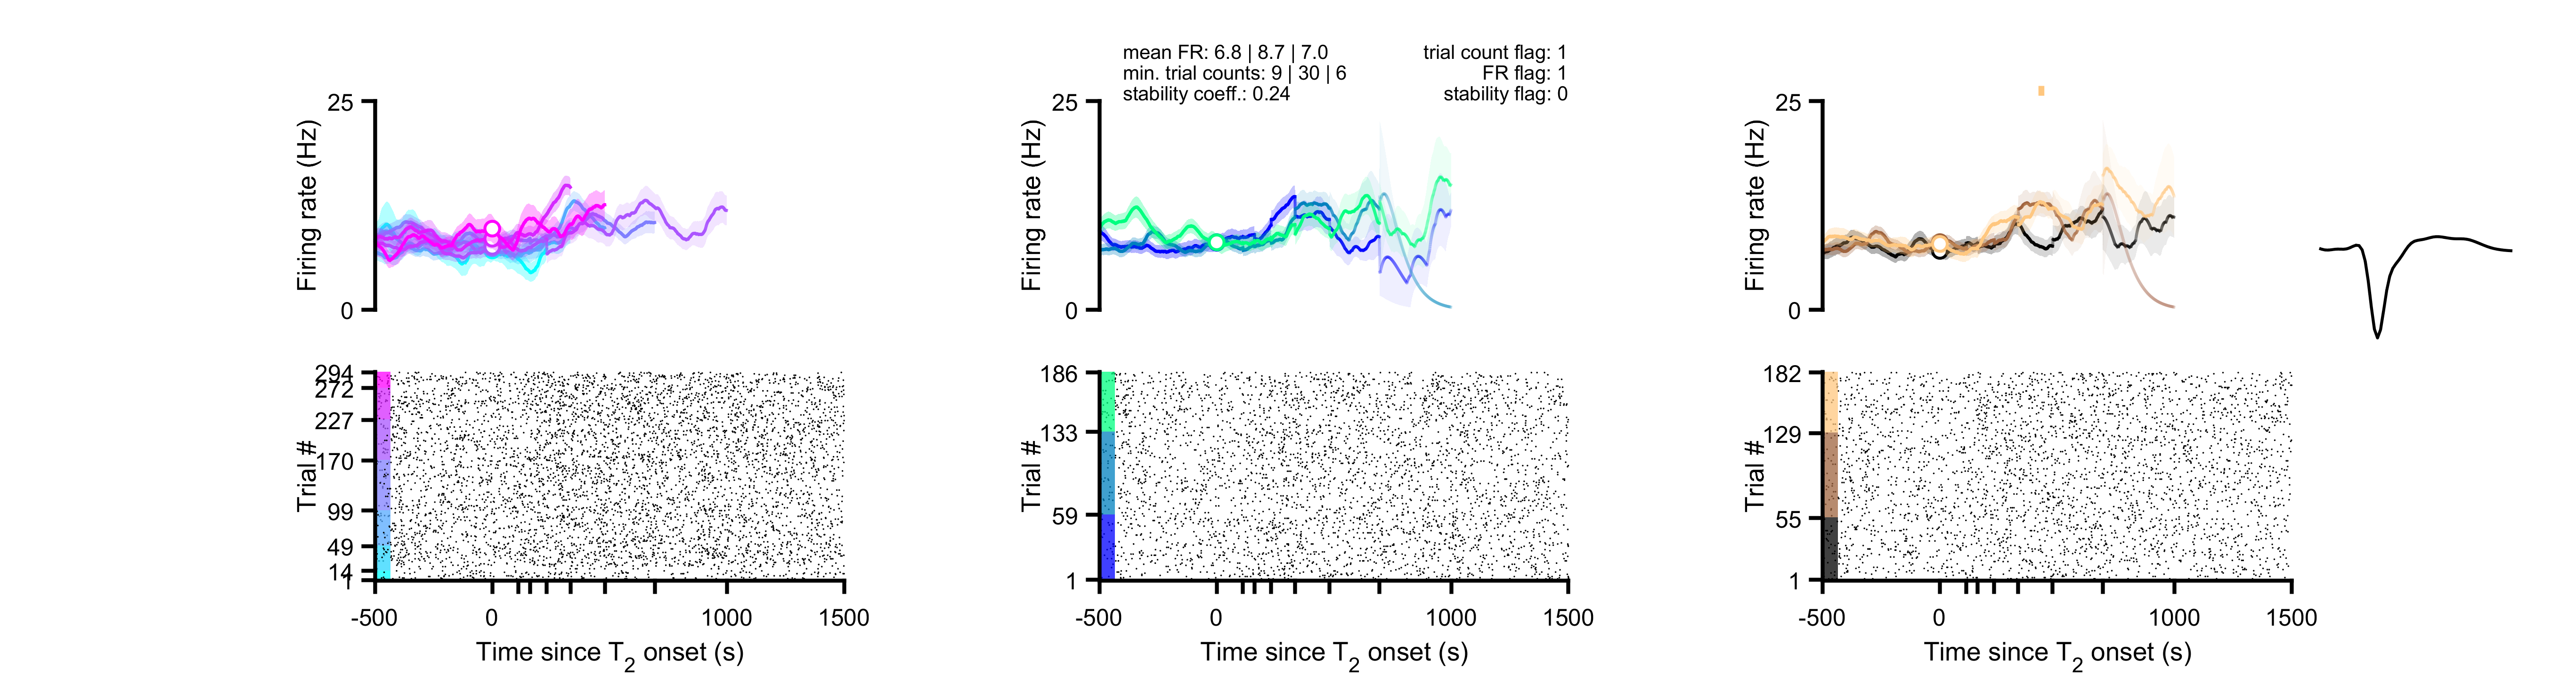 mean FR: 6.8 | 8.7 | 7.0
min. trial counts: 9 | 30 | 6
stability coeff.: 0.24
trial count flag: 1
FR flag: 1
stability flag: 0
25
Firing rate (Hz)
0
25
Firing rate (Hz)
0
25
Firing rate (Hz)
0
294
272
227
170
99
49
14
Trial #
-500
0
1000
1500
Time since T2 onset (s)
186
133
59
1
Trial #
-500
0
1000
1500
Time since T2 onset (s)
182
129
55
1
Trial #
-500
0
1000
1500
Time since T2 onset (s)